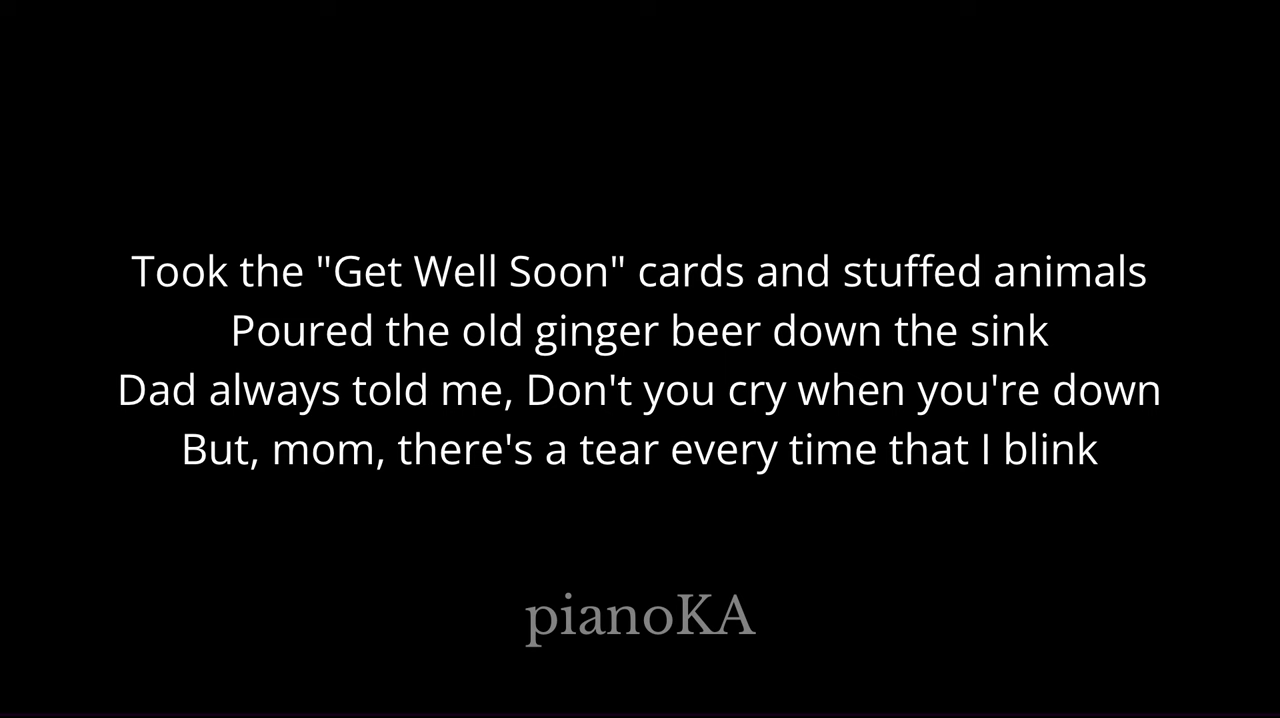 Took the "Get Well Soon" cards and stuffed animals
Poured the old ginger beer down the sink
Dad always told me, Don't you cry when you're down
But, mom, there's a tear every time that I blink
pianoKA